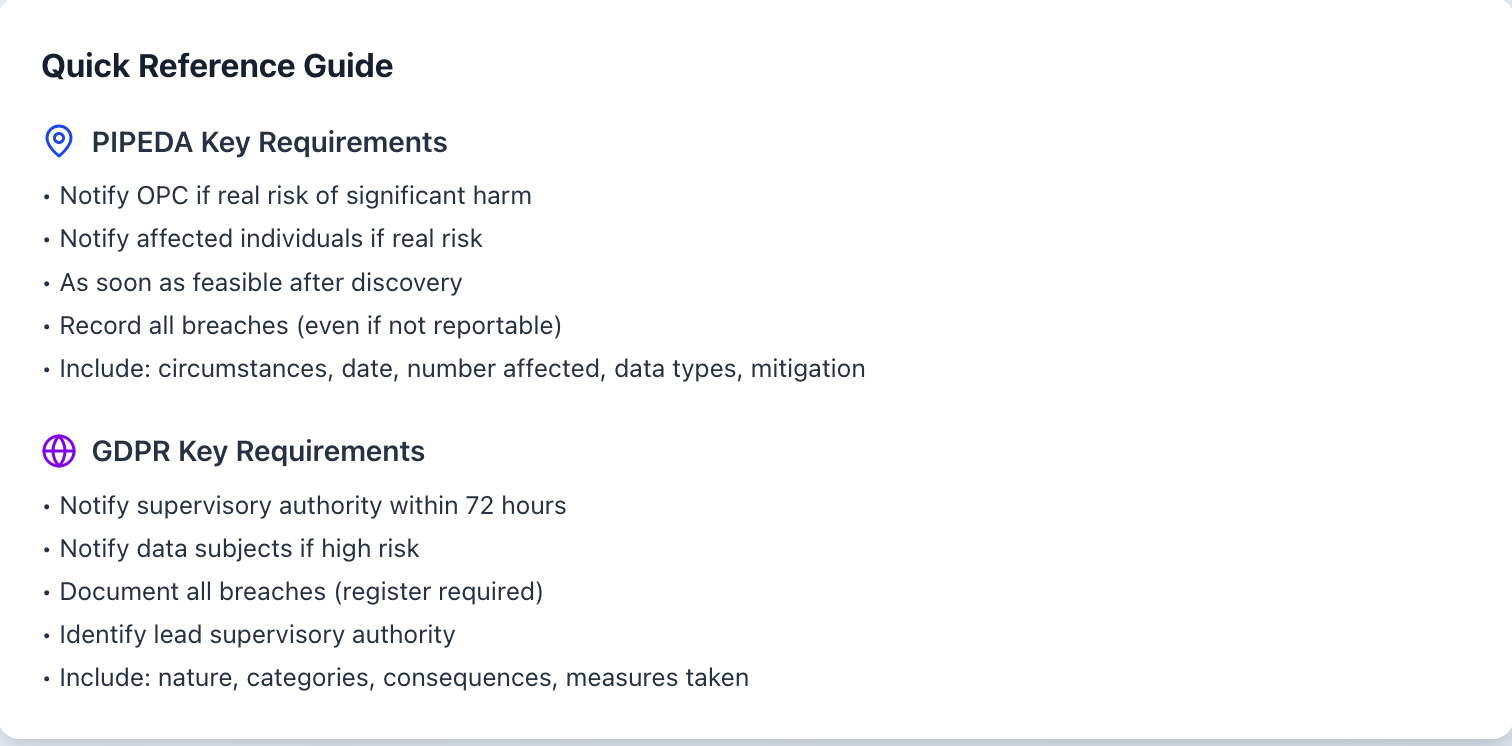 Quick Reference Guide
PIPEDA Key Requirements
• Notify OPC if real risk of significant harm
• Notify affected individuals if real risk
• As soon as feasible after discovery
• Record all breaches (even if not reportable)
• Include: circumstances, date, number affected, data types, mitigation
GDPR Key Requirements
• Notify supervisory authority within 72 hours
• Notify data subjects if high risk
• Document all breaches (register required)
• Identify lead supervisory authority
• Include: nature, categories, consequences, measures taken